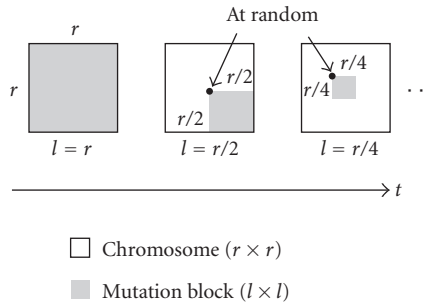 At random
r
r
r/2
r/2
r/4
r/4
· ·
l = r
l = r/2
l = r/4
t
Chromosome (r × r)
Mutation block (l × l)